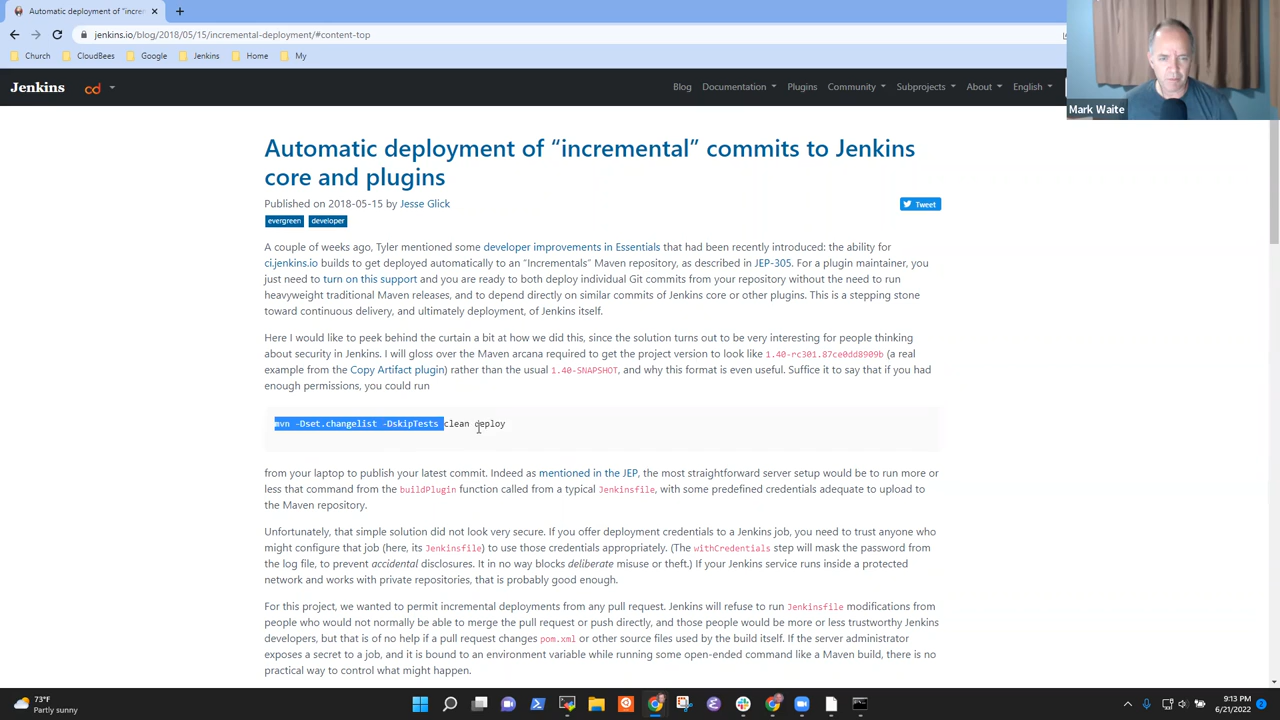 Automatic deployment of "incre
jenkins.io/blog/2018/05/15/incremental-deployment/#content-top
Church CloudBees Google Jenkins Home My
Mark Waite
Jenkins cd Blog Documentation Plugins Community Subprojects About English
Automatic deployment of “incremental” commits to Jenkins
core and plugins
Published on 2018-05-15 by Jesse Glick
Tweet
evergreen developer
A couple of weeks ago, Tyler mentioned some developer improvements in Essentials that had been recently introduced: the ability for
ci.jenkins.io builds to get deployed automatically to an “Incrementals” Maven repository, as described in JEP-305. For a plugin maintainer, you
just need to turn on this support and you are ready to both deploy individual Git commits from your repository without the need to run
heavyweight traditional Maven releases, and to depend directly on similar commits of Jenkins core or other plugins. This is a stepping stone
toward continuous delivery, and ultimately deployment, of Jenkins itself.
Here I would like to peek behind the curtain a bit at how we did this, since the solution turns out to be very interesting for people thinking
about security in Jenkins. I will gloss over the Maven arcana required to get the project version to look like 1.40-rc301.87ce0dd8909b (a real
example from the Copy Artifact plugin) rather than the usual 1.40-SNAPSHOT, and why this format is even useful. Suffice it to say that if you had
enough permissions, you could run
mvn -Dset.changelist -DskipTests clean deploy
from your laptop to publish your latest commit. Indeed as mentioned in the JEP, the most straightforward server setup would be to run more or
less that command from the buildPlugin function called from a typical Jenkinsfile, with some predefined credentials adequate to upload to
the Maven repository.
Unfortunately, that simple solution did not look very secure. If you offer deployment credentials to a Jenkins job, you need to trust anyone who
might configure that job (here, its Jenkinsfile) to use those credentials appropriately. (The withCredentials step will mask the password from
the log file, to prevent accidental disclosures. It in no way blocks deliberate misuse or theft.) If your Jenkins service runs inside a protected
network and works with private repositories, that is probably good enough.
For this project, we wanted to permit incremental deployments from any pull request. Jenkins will refuse to run Jenkinsfile modifications from
people who would not normally be able to merge the pull request or push directly, and those people would be more or less trustworthy Jenkins
developers, but that is of no help if a pull request changes pom.xml or other source files used by the build itself. If the server administrator
exposes a secret to a job, and it is bound to an environment variable while running some open-ended command like a Maven build, there is no
practical way to control what might happen.
73°F
Partly sunny
9:13 PM
6/21/2022